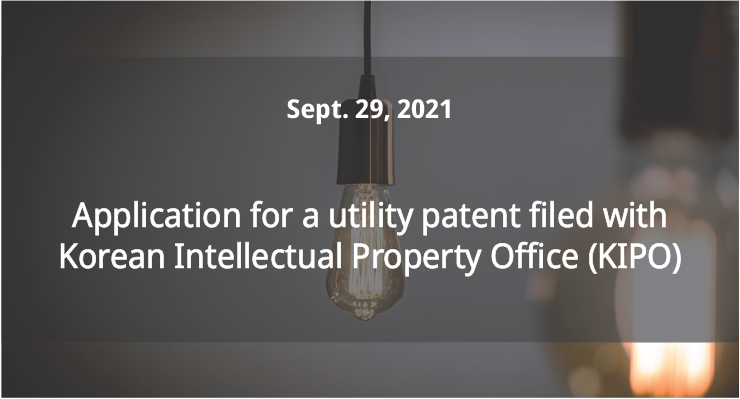 Sept. 29, 2021
Application for a utility patent filed with
Korean Intellectual Property Office (KIPO)